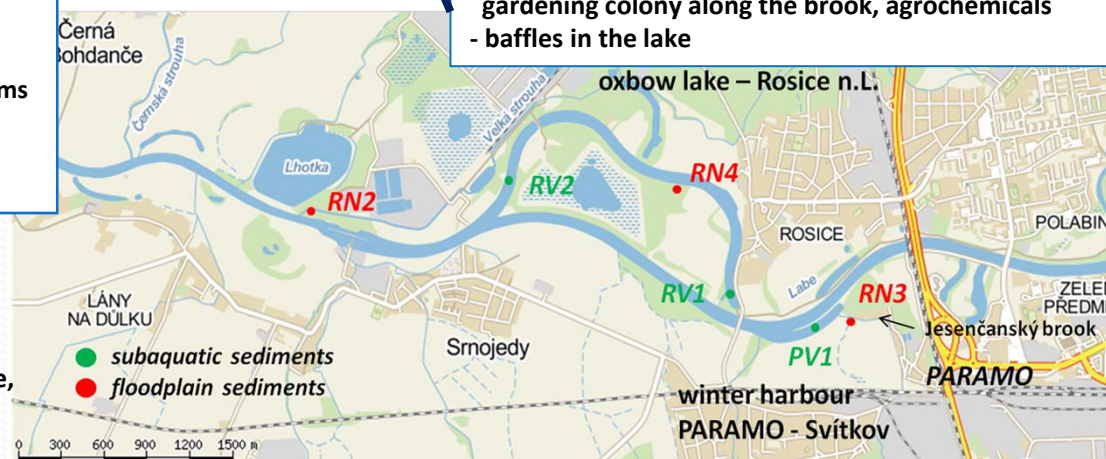 gardening colony along the brook, agrochemicals
- baffles in the lake
ms
Černá
Bohdanče
Černská strouha
Velká strouha
oxbow lake – Rosice n.L.
Lhotka
RN2
RV2
RN4
POLABIN
ROSICE
RV1
Labe
RN3
LÁNY
NA DŮLKU
ZELE
PŘEDM
Jesenčanský brook
Srnojedy
PV1
subaquatic sediments
floodplain sediments
e,
PARAMO
winter harbour
PARAMO - Svítkov
0 300 600 900 1200 1500 m